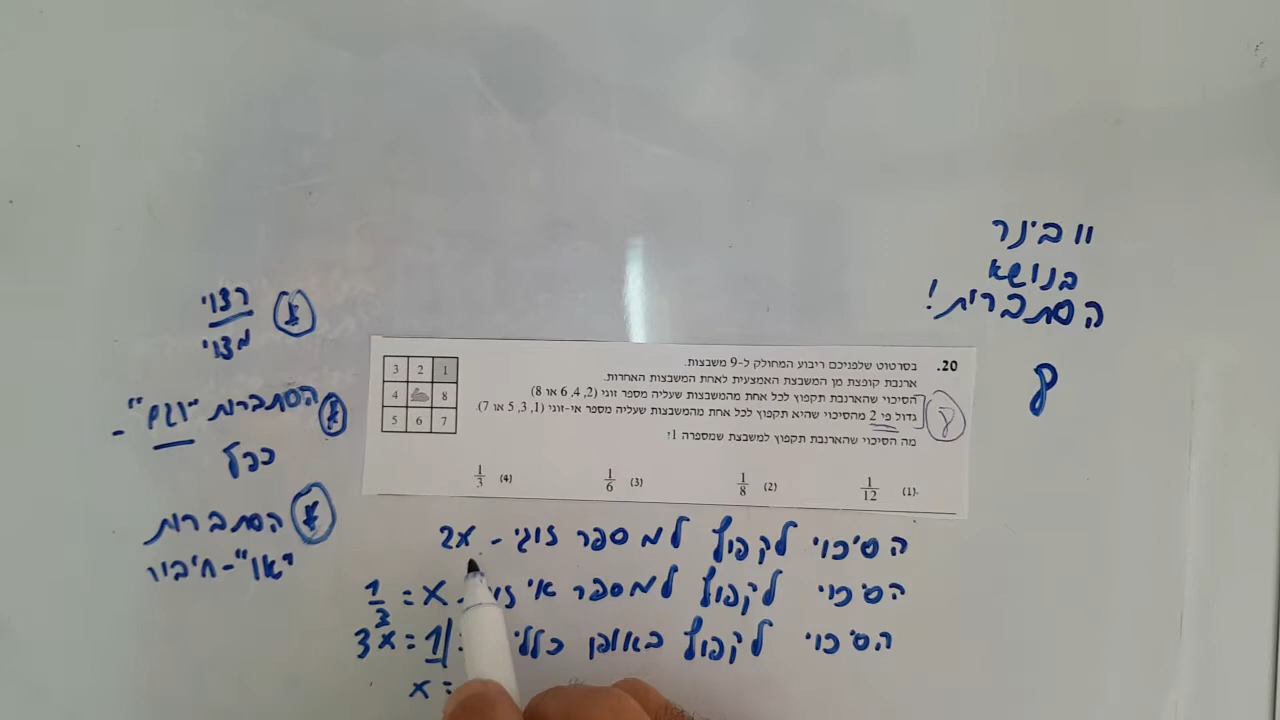 וובינר
בנושא
הסתברות!
רצוי
מצוי
הסתברות "וגם" -
כפל
הסתברות
"או" - חיבור
.20 בסרטוט שלפניכם ריבוע המחולק ל-9 משבצות.
ארנבת קופצת מן המשבצת האמצעית לאחת המשבצות האחרות.
הסיכוי שהארנבת תקפוץ לכל אחת מהמשבצות שעליה מספר זוגי (2, 4, 6 או 8)
גדול פי 2 מהסיכוי שהיא תקפוץ לכל אחת מהמשבצות שעליה מספר אי-זוגי (1, 3, 5 או 7).
מה הסיכוי שהארנבת תקפוץ למשבצת שמספרה 1?
3 2 1
4 8
5 6 7
(1) 1/12 (2) 1/8 (3) 1/6 (4) 1/3
הסיכוי לקפוץ למספר זוגי - 2x
הסיכוי לקפוץ למספר אי זוגי - x = 1/3
הסיכוי לקפוץ באופן כללי: 3x = 1
x =